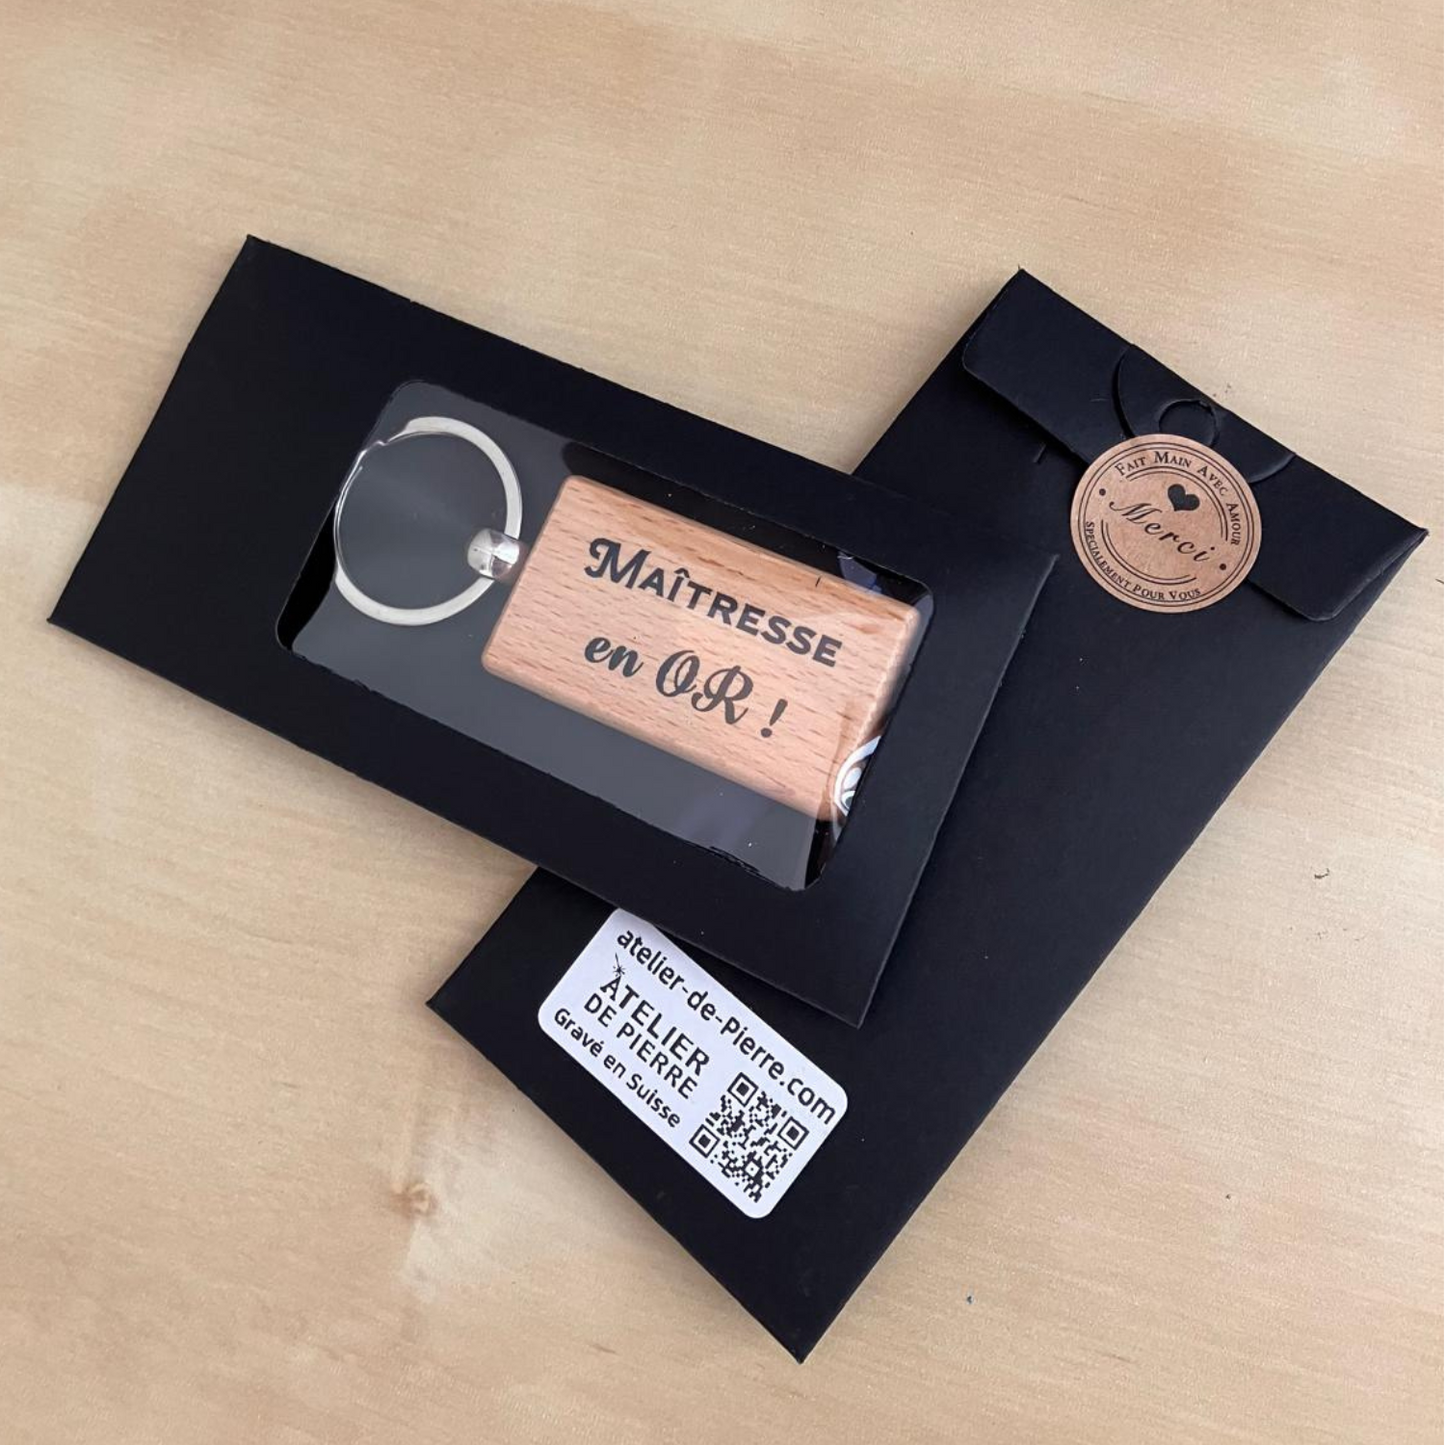 Maîtresse
en OR !
Fait Main Avec Amour
Merci
Specialement Pour Vous
atelier-de-Pierre.com
ATELIER
DE PIERRE
Gravé en Suisse